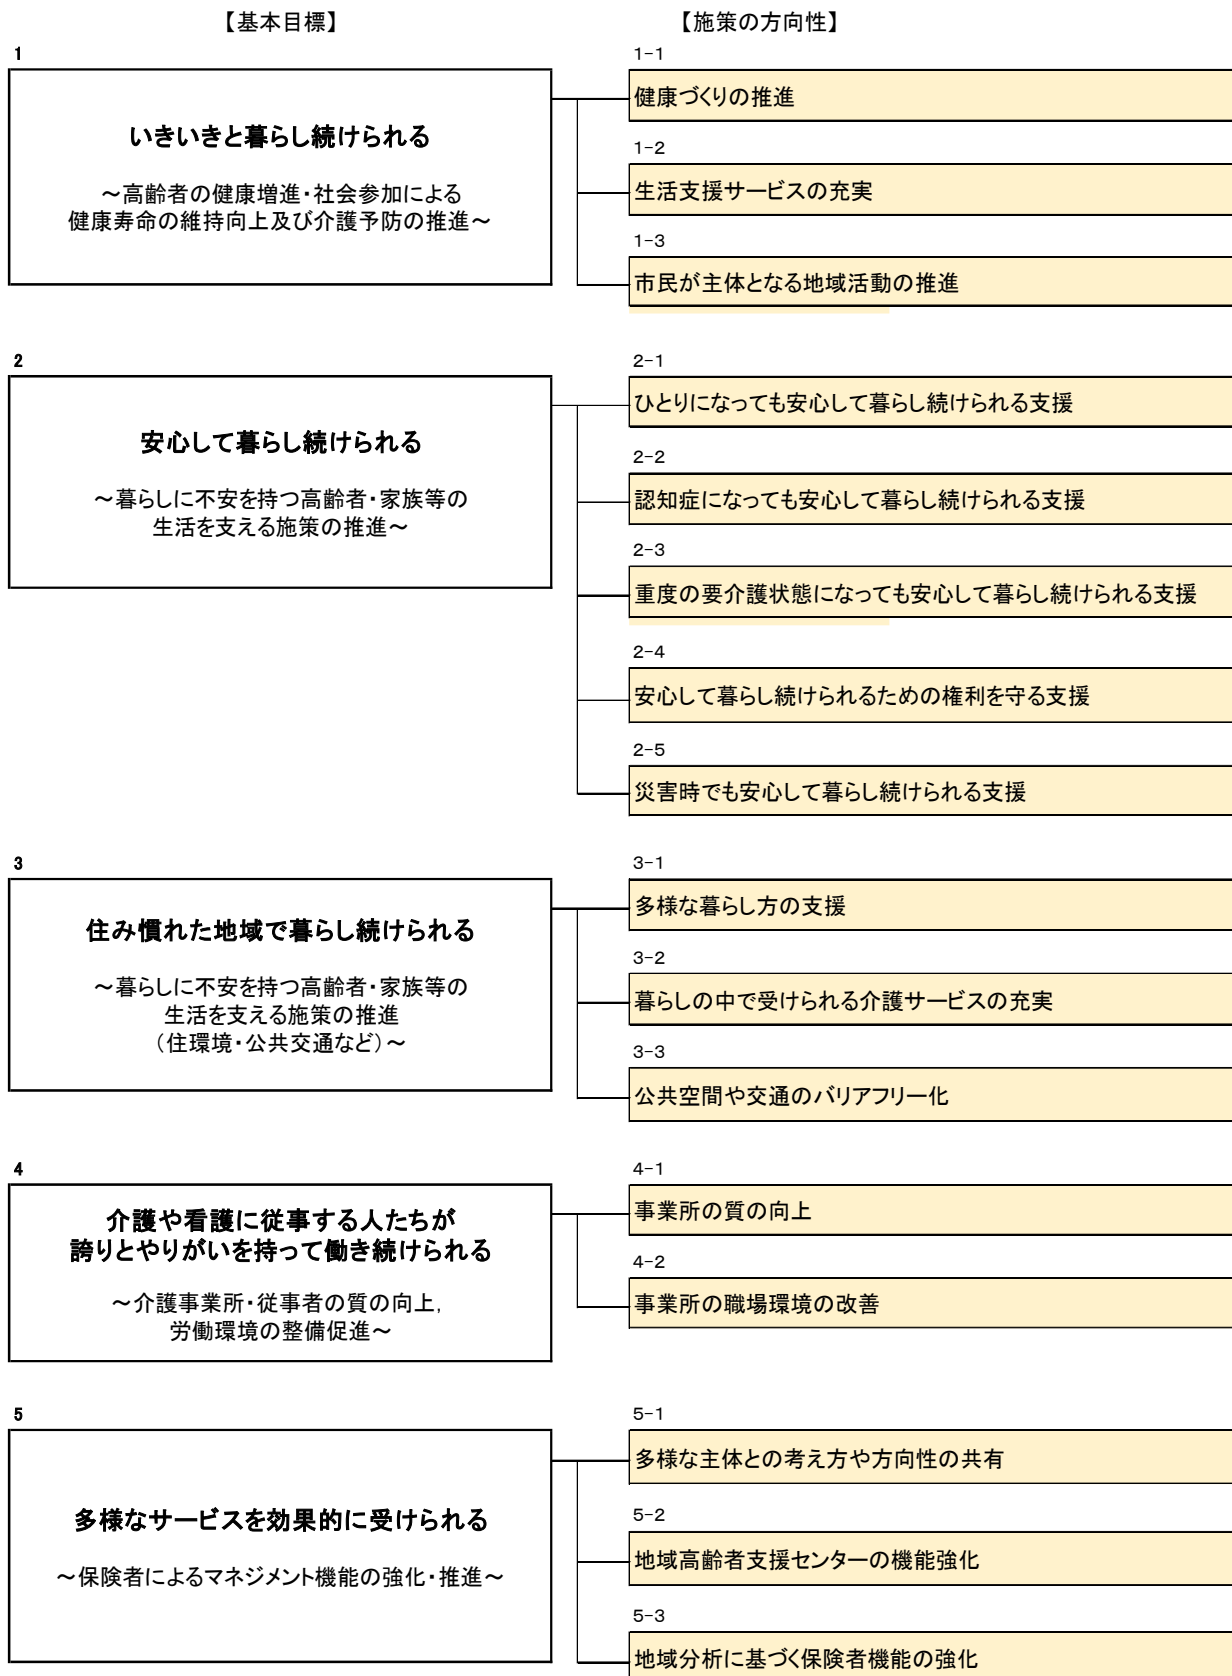 【基本目標】
【施策の方向性】
1
いきいきと暮らし続けられる
～高齢者の健康増進・社会参加による
健康寿命の維持向上及び介護予防の推進～
1-1
健康づくりの推進
1-2
生活支援サービスの充実
1-3
市民が主体となる地域活動の推進
2
安心して暮らし続けられる
～暮らしに不安を持つ高齢者・家族等の
生活を支える施策の推進～
2-1
ひとりになっても安心して暮らし続けられる支援
2-2
認知症になっても安心して暮らし続けられる支援
2-3
重度の要介護状態になっても安心して暮らし続けられる支援
2-4
安心して暮らし続けられるための権利を守る支援
2-5
災害時でも安心して暮らし続けられる支援
3
住み慣れた地域で暮らし続けられる
～暮らしに不安を持つ高齢者・家族等の
生活を支える施策の推進
（住環境・公共交通など）～
3-1
多様な暮らし方の支援
3-2
暮らしの中で受けられる介護サービスの充実
3-3
公共空間や交通のバリアフリー化
4
介護や看護に従事する人たちが
誇りとやりがいを持って働き続けられる
～介護事業所・従事者の質の向上,
労働環境の整備促進～
4-1
事業所の質の向上
4-2
事業所の職場環境の改善
5
多様なサービスを効果的に受けられる
～保険者によるマネジメント機能の強化・推進～
5-1
多様な主体との考え方や方向性の共有
5-2
地域高齢者支援センターの機能強化
5-3
地域分析に基づく保険者機能の強化